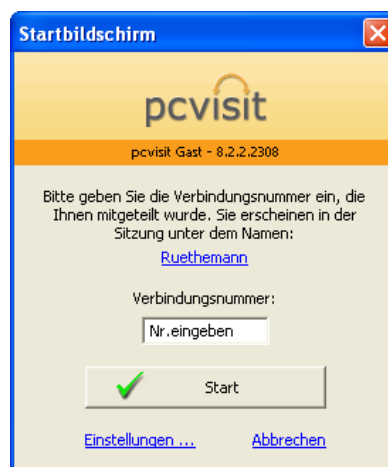 Startbildschirm
pcvisit
pcvisit Gast - 8.2.2.2308
Bitte geben Sie die Verbindungsnummer ein, die
Ihnen mitgeteilt wurde. Sie erscheinen in der
Sitzung unter dem Namen:
Ruethemann
Verbindungsnummer:
Nr.eingeben
Start
Einstellungen ... Abbrechen